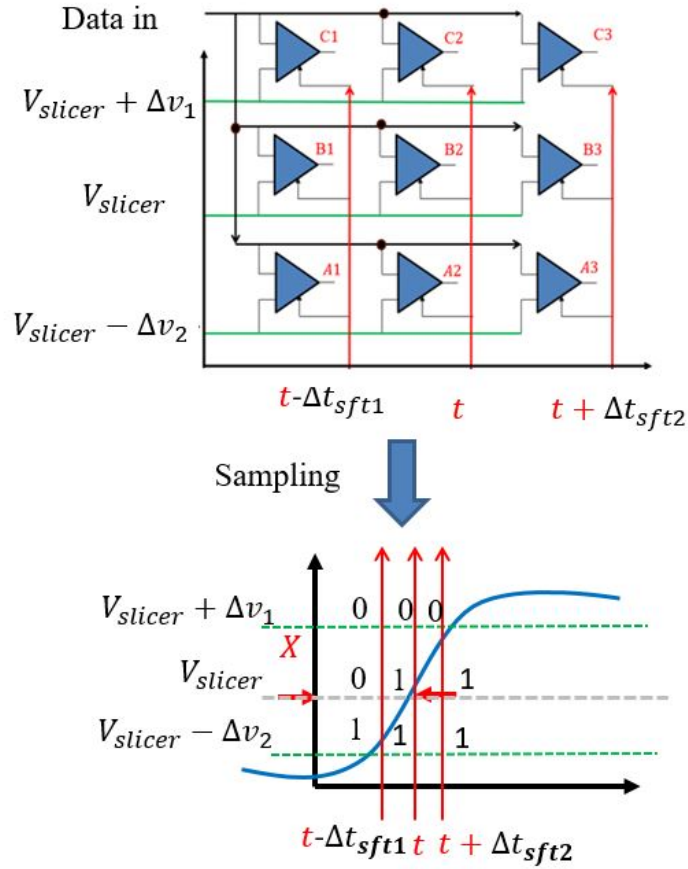 Data in
C1 C2 C3
V_slicer + Δv_1
B1 B2 B3
V_slicer
A1 A2 A3
V_slicer − Δv_2
t-Δt_sft1 t t + Δt_sft2
Sampling
V_slicer + Δv_1 0 0 0
X
V_slicer 0 1 1
V_slicer − Δv_2 1 1 1
t-Δt_sft1 t t + Δt_sft2